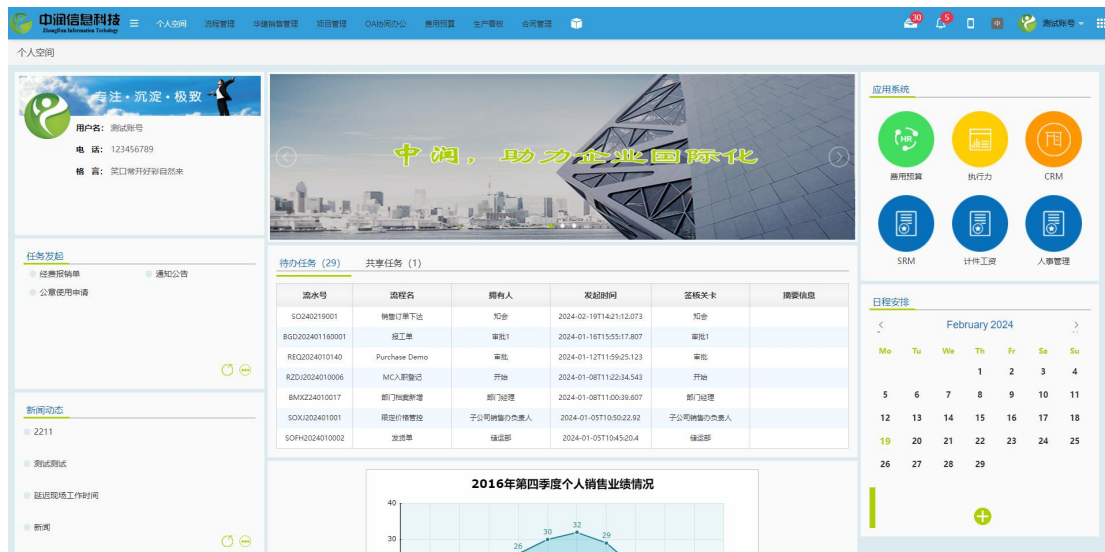 中润信息科技
ZhongRun Information Technology
个人空间 流程管理 华建销售管理 项目管理 OA协同办公 费用预算 生产看板 合同管理
30 5 中 测试账号
个人空间
专注·沉淀·极致
用户名: 测试账号
电 话: 123456789
格 言: 笑口常开好彩自然来
任务发起
经费报销单 通知公告
公章使用申请
新闻动态
2211
测试测试
延迟现场工作时间
新闻
中润，助力企业国际化
待办任务 (29) 共享任务 (1)
流水号 流程名 拥有人 发起时间 签核关卡 摘要信息
SO240219001 销售订单下达 知会 2024-02-19T14:21:12.073 知会
BGD202401160001 报工单 审批1 2024-01-16T15:55:17.807 审批1
REQ2024010140 Purchase Demo 审批 2024-01-12T11:59:25.123 审批
RZDJ2024010006 MC入职登记 开始 2024-01-08T11:22:34.543 开始
BMXZ24010017 部门档案新增 部门经理 2024-01-08T11:00:39.607 部门经理
SOXJ202401001 限定价格管控 子公司销售办负责人 2024-01-05T10:50:22.92 子公司销售办负责人
SOFH2024010002 发货单 储运部 2024-01-05T10:45:20.4 储运部
2016年第四季度个人销售业绩情况
40
30
26 30 32 29
应用系统
HR
费用预算 执行力 CRM
SRM 计件工资 人事管理
日程安排
February 2024
Mo Tu We Th Fr Sa Su
1 2 3 4
5 6 7 8 9 10 11
12 13 14 15 16 17 18
19 20 21 22 23 24 25
26 27 28 29